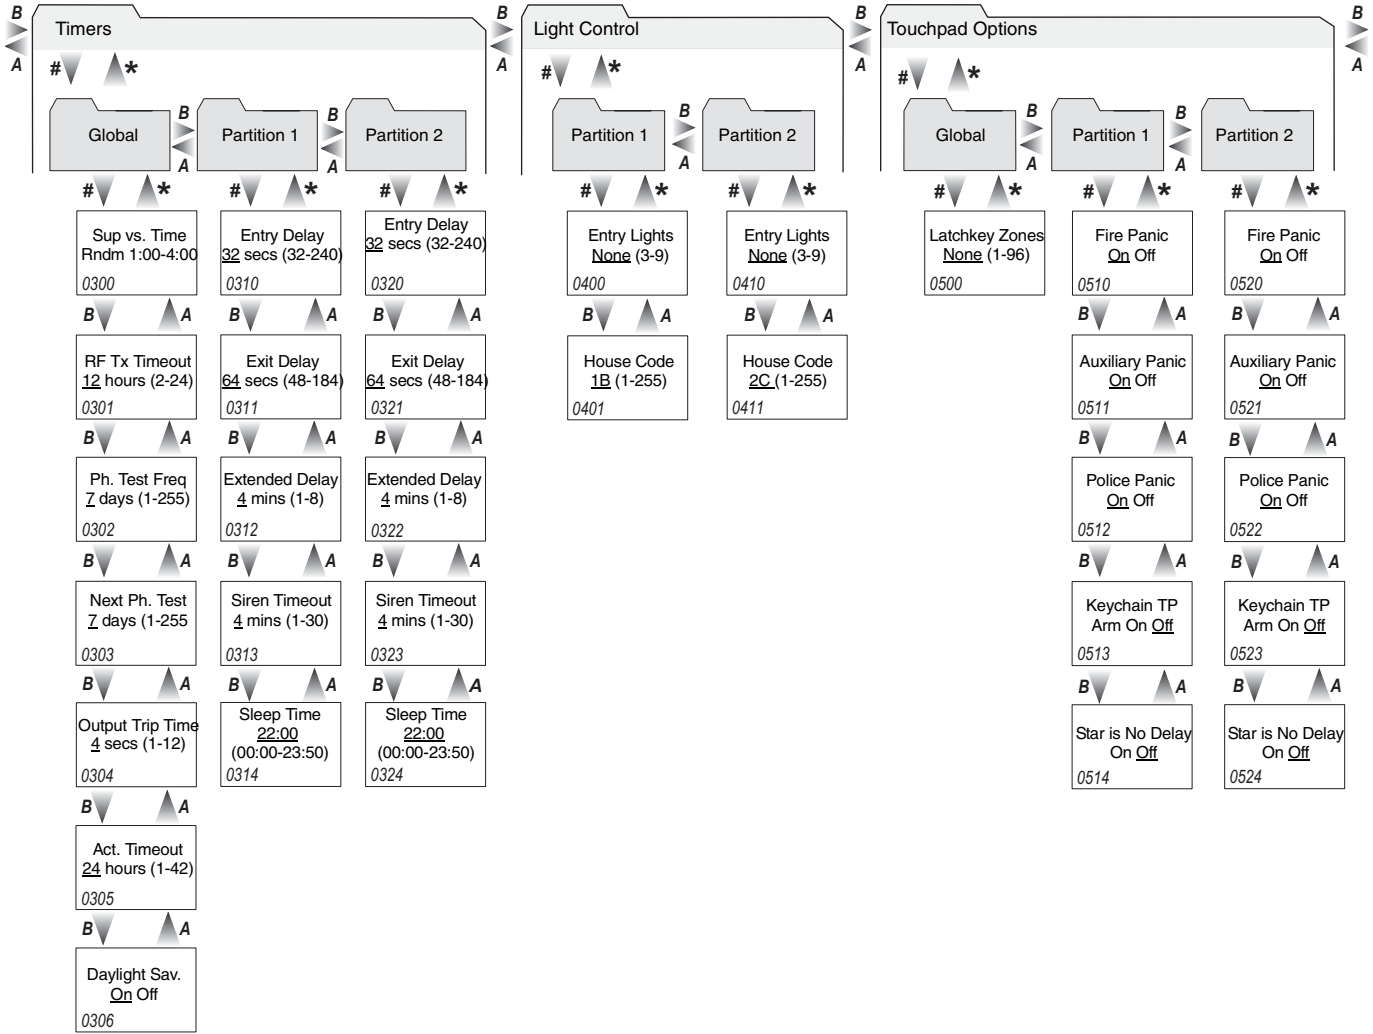 B
A
Timers
B
A
Light Control
B
A
Touchpad Options
B
A
# *
# *
# *
Global
B
A
Partition 1
B
A
Partition 2
Partition 1
B
A
Partition 2
Global
B
A
Partition 1
B
A
Partition 2
# *
# *
# *
# *
# *
# *
# *
# *
Sup vs. Time
Rndm 1:00-4:00
0300
Entry Delay
32 secs (32-240)
0310
Entry Delay
32 secs (32-240)
0320
Entry Lights
None (3-9)
0400
Entry Lights
None (3-9)
0410
Latchkey Zones
None (1-96)
0500
Fire Panic
On Off
0510
Fire Panic
On Off
0520
B A
B A
B A
B A
B A
B A
B A
RF Tx Timeout
12 hours (2-24)
0301
Exit Delay
64 secs (48-184)
0311
Exit Delay
64 secs (48-184)
0321
House Code
1B (1-255)
0401
House Code
2C (1-255)
0411
Auxiliary Panic
On Off
0511
Auxiliary Panic
On Off
0521
B A
B A
B A
B A
B A
Ph. Test Freq
7 days (1-255)
0302
Extended Delay
4 mins (1-8)
0312
Extended Delay
4 mins (1-8)
0322
Police Panic
On Off
0512
Police Panic
On Off
0522
B A
B A
B A
B A
B A
Next Ph. Test
7 days (1-255
0303
Siren Timeout
4 mins (1-30)
0313
Siren Timeout
4 mins (1-30)
0323
Keychain TP
Arm On Off
0513
Keychain TP
Arm On Off
0523
B A
B A
B A
B A
B A
Output Trip Time
4 secs (1-12)
0304
Sleep Time
22:00
(00:00-23:50)
0314
Sleep Time
22:00
(00:00-23:50)
0324
Star is No Delay
On Off
0514
Star is No Delay
On Off
0524
B A
Act. Timeout
24 hours (1-42)
0305
B A
Daylight Sav.
On Off
0306